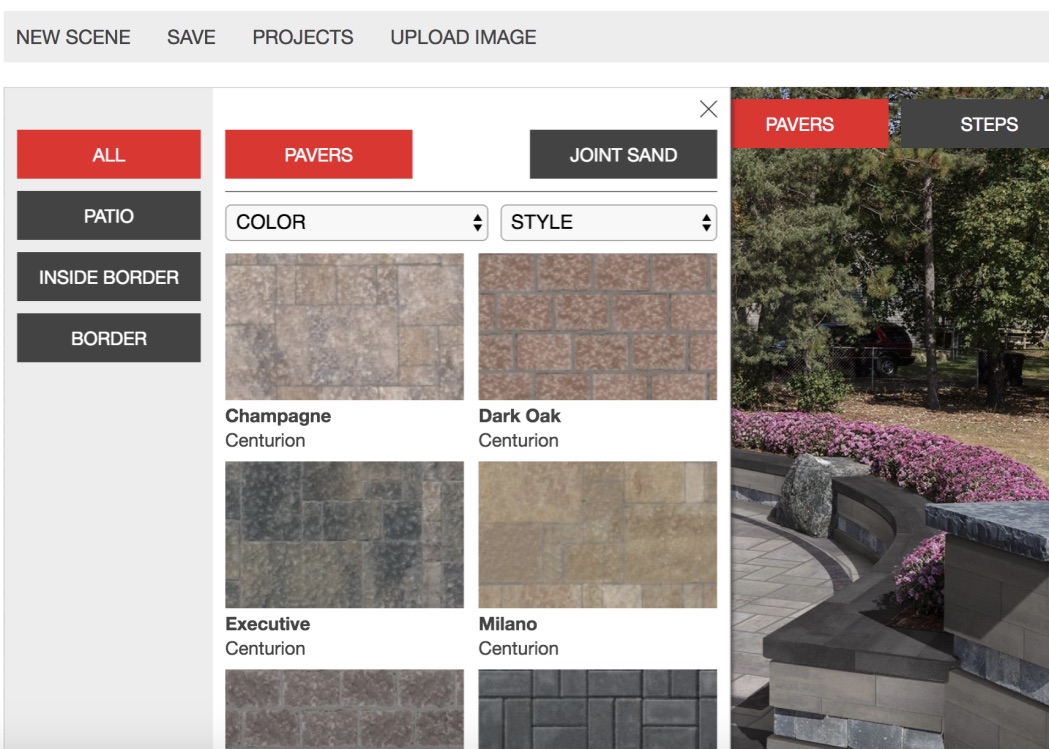 NEW SCENE SAVE PROJECTS UPLOAD IMAGE
ALL
PATIO
INSIDE BORDER
BORDER
PAVERS JOINT SAND
COLOR STYLE
Champagne
Centurion
Dark Oak
Centurion
Executive
Centurion
Milano
Centurion
PAVERS STEPS